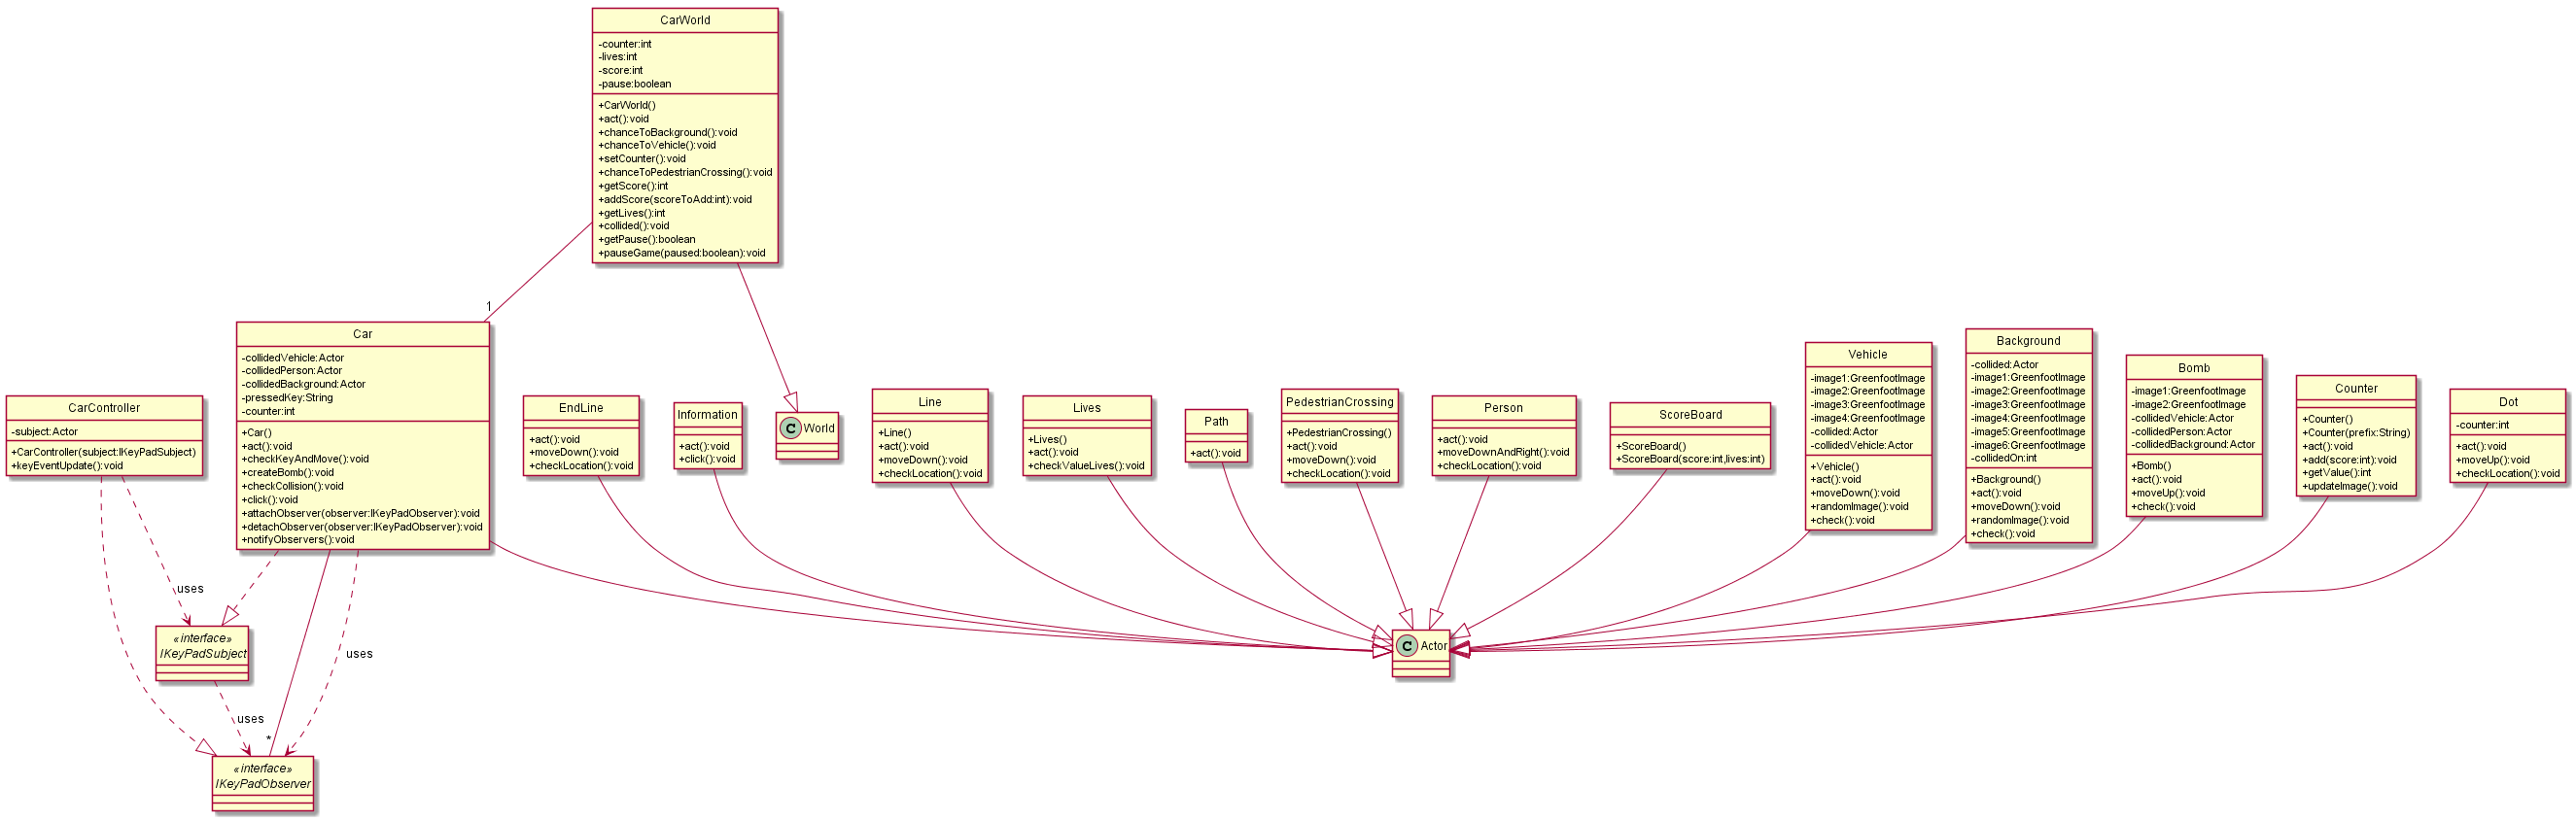 CarWorld
-counter:int
-lives:int
-score:int
-pause:boolean
+CarWorld()
+act():void
+chanceToBackground():void
+chanceToVehicle():void
+setCounter():void
+chanceToPedestrianCrossing():void
+getScore():int
+addScore(scoreToAdd:int):void
+getLives():int
+collided():void
+getPause():boolean
+pauseGame(paused:boolean):void
1
CarController
-subject:Actor
+CarController(subject:IKeyPadSubject)
+keyEventUpdate():void
Car
-collidedVehicle:Actor
-collidedPerson:Actor
-collidedBackground:Actor
-pressedKey:String
-counter:int
+Car()
+act():void
+checkKeyAndMove():void
+createBomb():void
+checkCollision():void
+click():void
+attachObserver(observer:IKeyPadObserver):void
+detachObserver(observer:IKeyPadObserver):void
+notifyObservers():void
EndLine
+act():void
+moveDown():void
+checkLocation():void
Information
+act():void
+click():void
C World
Line
+Line()
+act():void
+moveDown():void
+checkLocation():void
Lives
+Lives()
+act():void
+checkValueLives():void
Path
+act():void
PedestrianCrossing
+PedestrianCrossing()
+act():void
+moveDown():void
+checkLocation():void
Person
+act():void
+moveDownAndRight():void
+checkLocation():void
ScoreBoard
+ScoreBoard()
+ScoreBoard(score:int,lives:int)
Vehicle
-image1:GreenfootImage
-image2:GreenfootImage
-image3:GreenfootImage
-image4:GreenfootImage
-collided:Actor
-collidedVehicle:Actor
+Vehicle()
+act():void
+moveDown():void
+randomImage():void
+check():void
Background
-collided:Actor
-image1:GreenfootImage
-image2:GreenfootImage
-image3:GreenfootImage
-image4:GreenfootImage
-image5:GreenfootImage
-image6:GreenfootImage
-collidedOn:int
+Background()
+act():void
+moveDown():void
+randomImage():void
+check():void
Bomb
-image1:GreenfootImage
-image2:GreenfootImage
-collidedVehicle:Actor
-collidedPerson:Actor
-collidedBackground:Actor
+Bomb()
+act():void
+moveUp():void
+check():void
Counter
+Counter()
+Counter(prefix:String)
+act():void
+add(score:int):void
+getValue():int
+updateImage():void
Dot
-counter:int
+act():void
+moveUp():void
+checkLocation():void
uses
«interface»
IKeyPadSubject
uses
C Actor
uses
*
«interface»
IKeyPadObserver